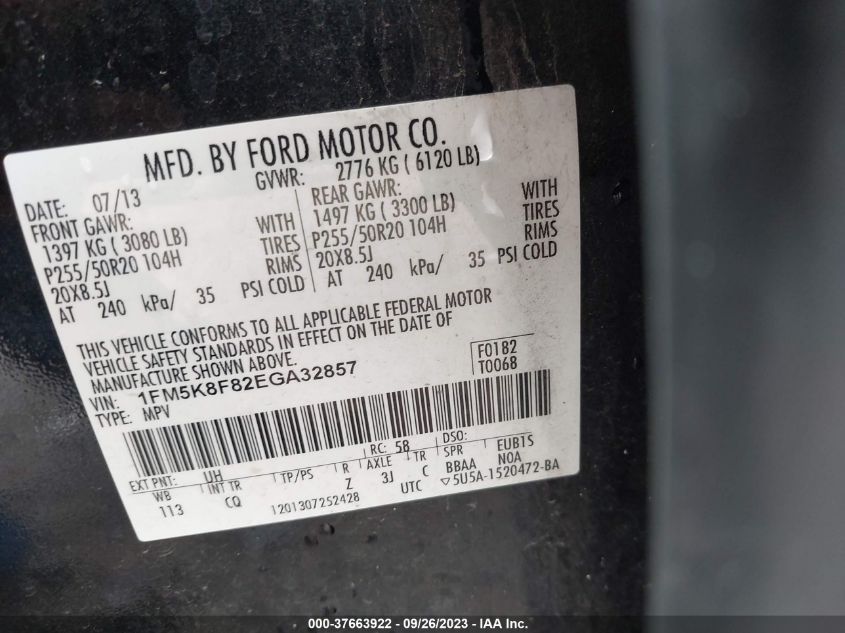 MFD. BY FORD MOTOR CO.
DATE: 07/13 GVWR: 2776 KG ( 6120 LB)
FRONT GAWR: WITH
1397 KG ( 3080 LB) TIRES
P255/50R20 104H RIMS
20X8.5J
AT 240 kPa/ 35 PSI COLD
REAR GAWR: WITH
1497 KG ( 3300 LB) TIRES
P255/50R20 104H RIMS
20X8.5J
AT 240 kPa/ 35 PSI COLD
THIS VEHICLE CONFORMS TO ALL APPLICABLE FEDERAL MOTOR
VEHICLE SAFETY STANDARDS IN EFFECT ON THE DATE OF
MANUFACTURE SHOWN ABOVE.
VIN: 1FM5K8F82EGA32857
TYPE: MPV
F0182
T0068
EXT PNT: UH RC: 58 DSO:
WB INT TR TP/PS R AXLE TR SPR EUB1S
113 CQ Z 3J C BBAA NOA
1201307252428 UTC ▽5U5A-1520472-BA
000-37663922 - 09/26/2023 - IAA Inc.